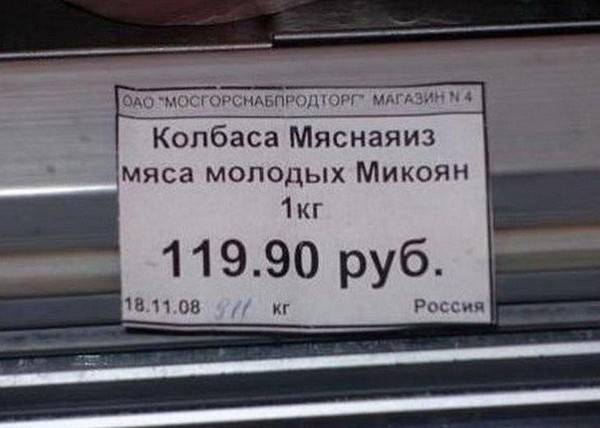 ОАО "МОСГОРСНАБПРОДТОРГ" МАГАЗИН N 4
Колбаса Мяснаяиз
мяса молодых Микоян
1кг
119.90 руб.
18.11.08 кг Россия